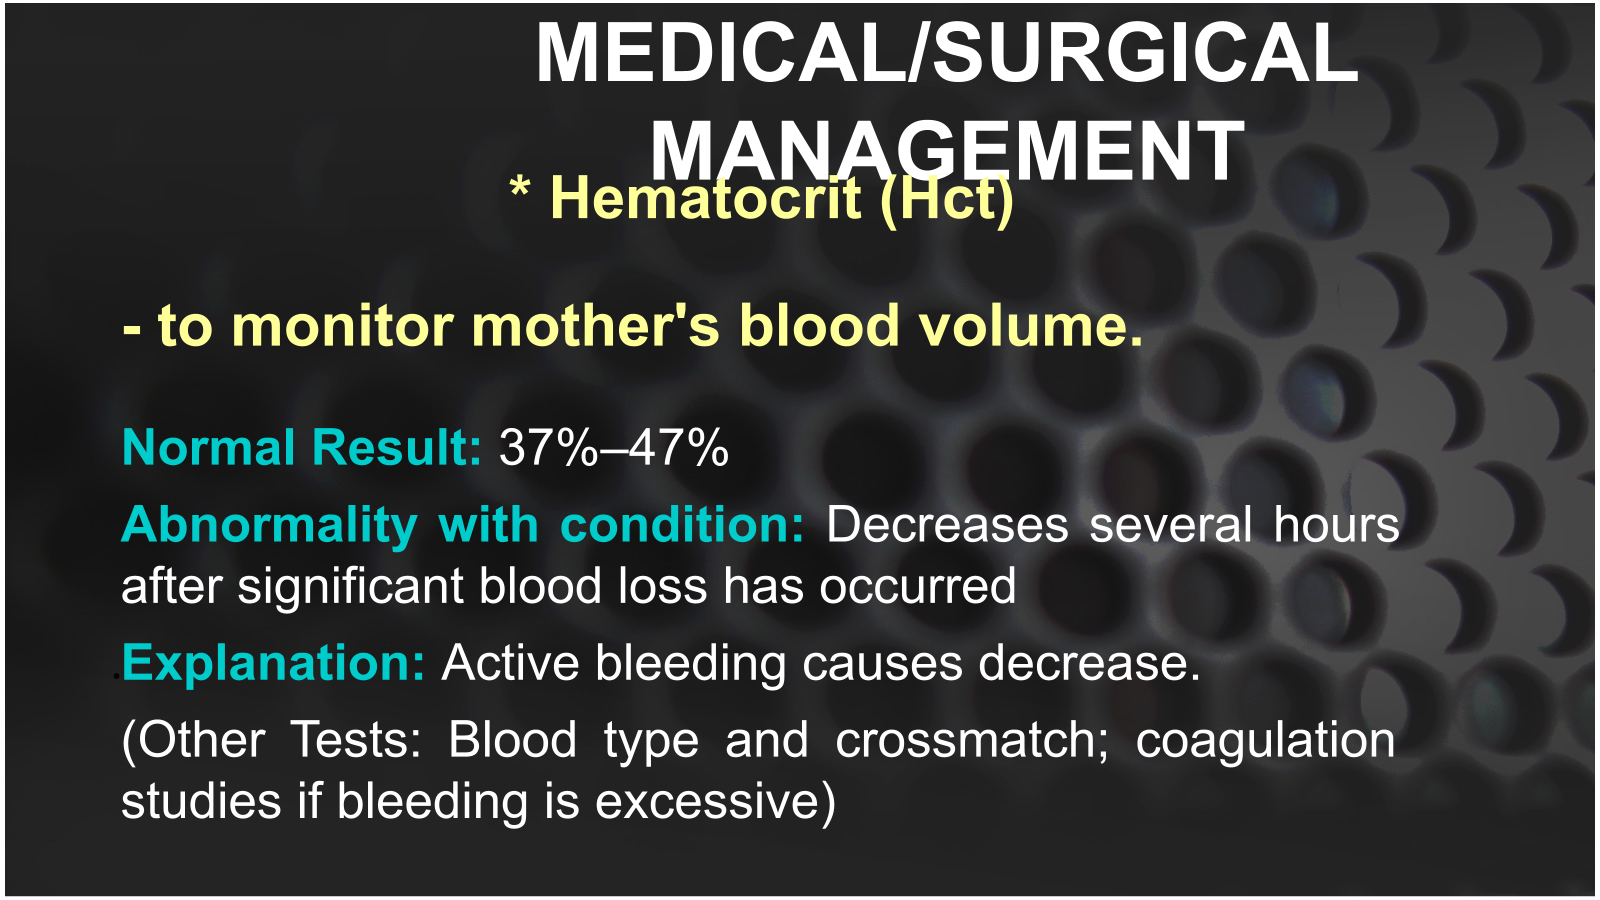 MEDICAL/SURGICAL
MANAGEMENT
* Hematocrit (Hct)
- to monitor mother's blood volume.
Normal Result: 37%–47%
Abnormality with condition: Decreases several hours
after significant blood loss has occurred
Explanation: Active bleeding causes decrease.
(Other Tests: Blood type and crossmatch; coagulation
studies if bleeding is excessive)